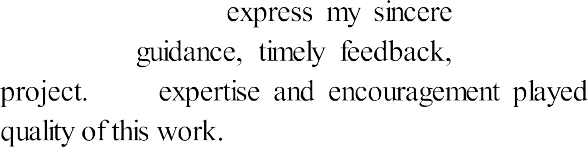 express my sincere
guidance, timely feedback,
project. expertise and encouragement played
quality of this work.